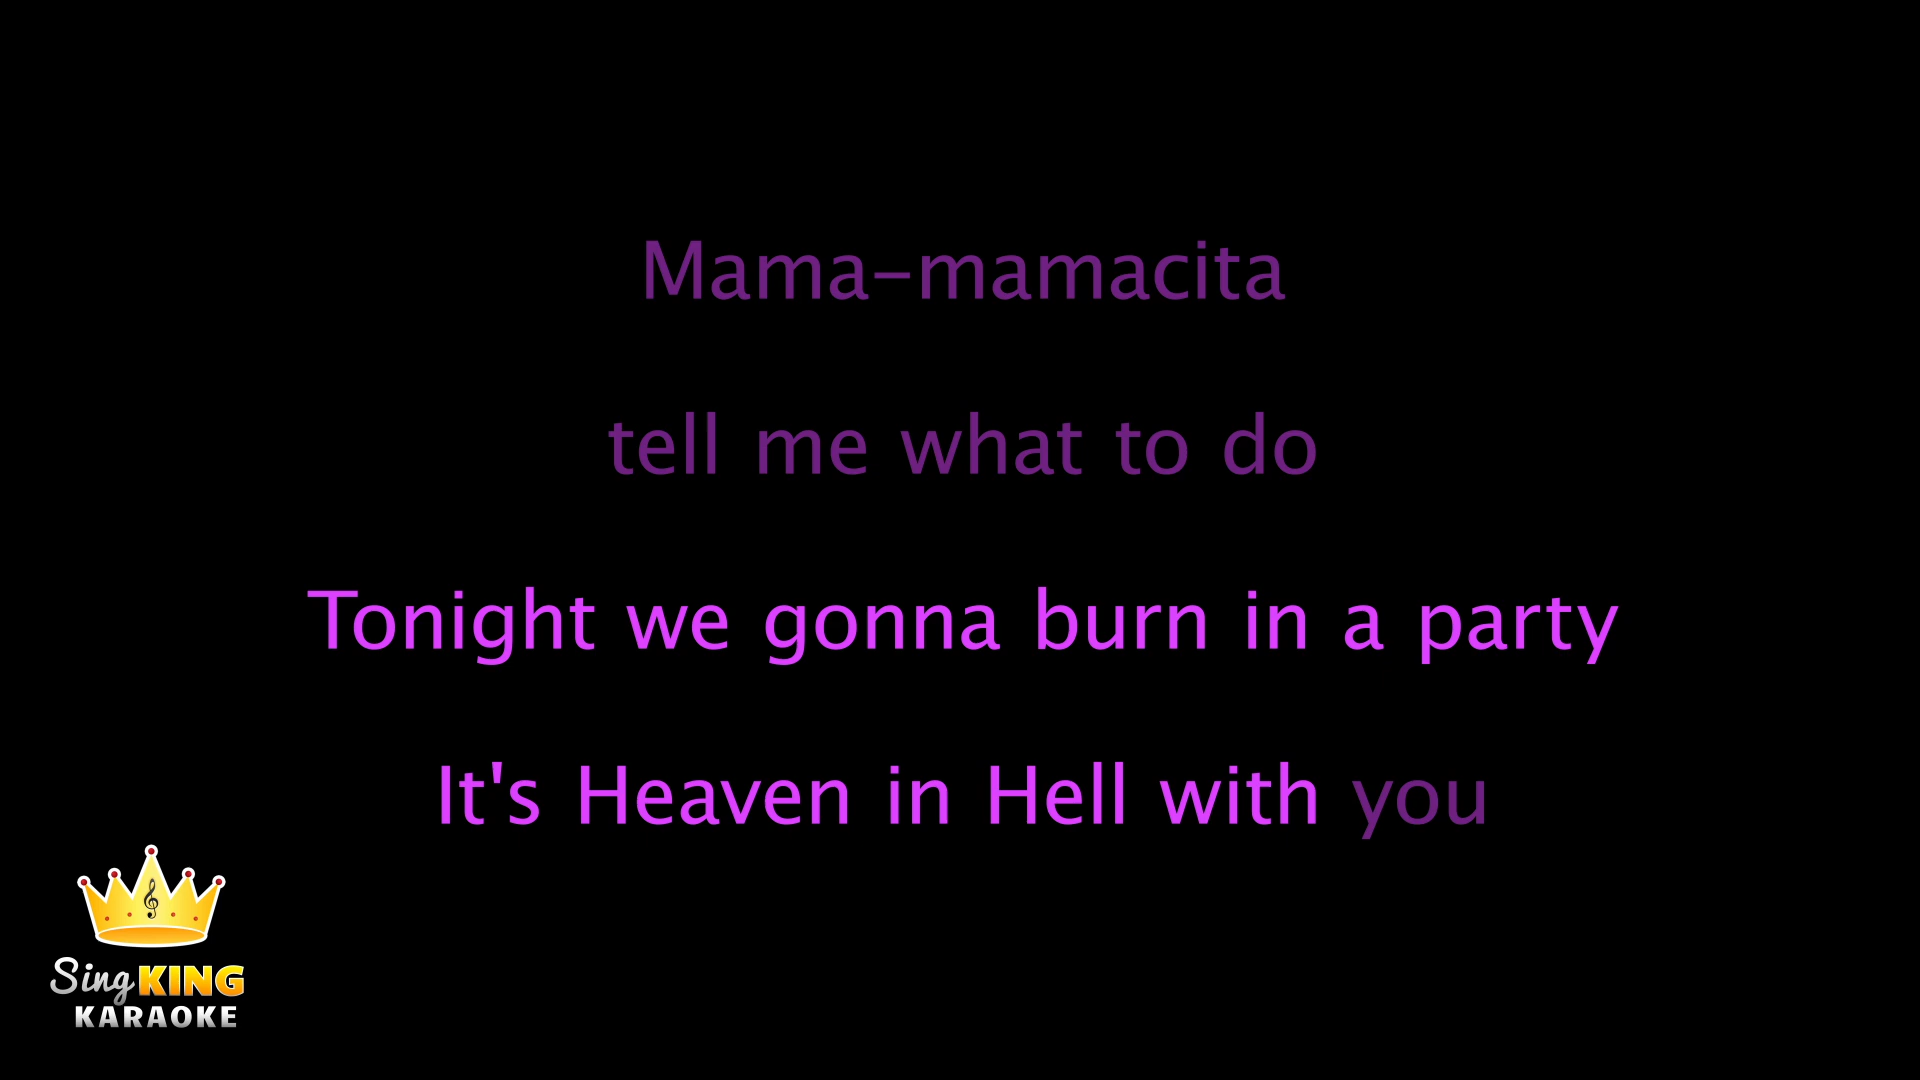 Mama-mamacita
tell me what to do
Tonight we gonna burn in a party
It's Heaven in Hell with you
Sing KING
KARAOKE